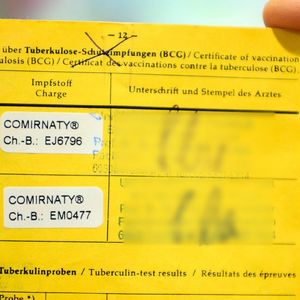 - 12 -
über Tuberkulose-Schutzimpfungen (BCG) / Certificate of vaccination
ulosis (BCG) / Certificat des vaccinations contre la tuberculose (BCG)
Impfstoff
Charge
Unterschrift und Stempel des Arztes
COMIRNATY®
Ch.-B.: EJ6796
COMIRNATY®
Ch.-B.: EM0477
Tuberkulinproben / Tuberculin-test results / Résultats des épreuves
Probe *)